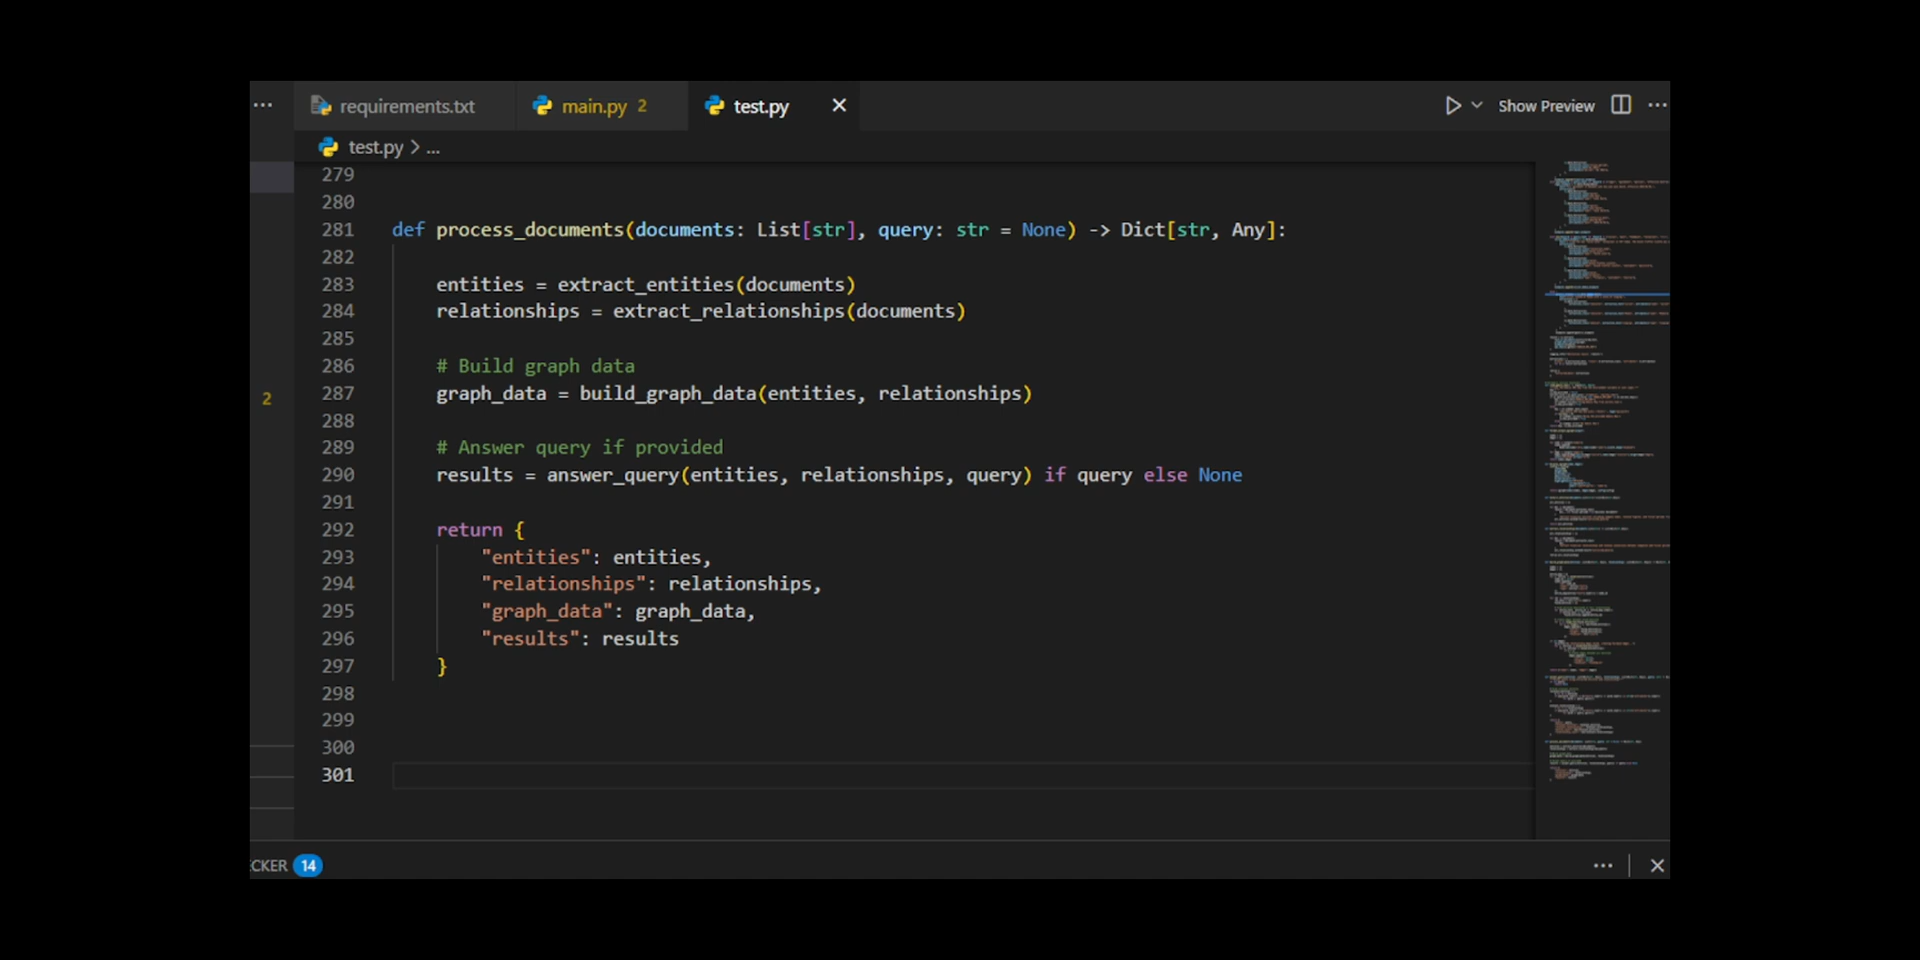 requirements.txt
main.py 2
test.py
Show Preview
test.py > ...
279
280
281 def process_documents(documents: List[str], query: str = None) -> Dict[str, Any]:
282
283 entities = extract_entities(documents)
284 relationships = extract_relationships(documents)
285
286 # Build graph data
287 graph_data = build_graph_data(entities, relationships)
288
289 # Answer query if provided
290 results = answer_query(entities, relationships, query) if query else None
291
292 return {
293 "entities": entities,
294 "relationships": relationships,
295 "graph_data": graph_data,
296 "results": results
297 }
298
299
300
301
2
CKER 14